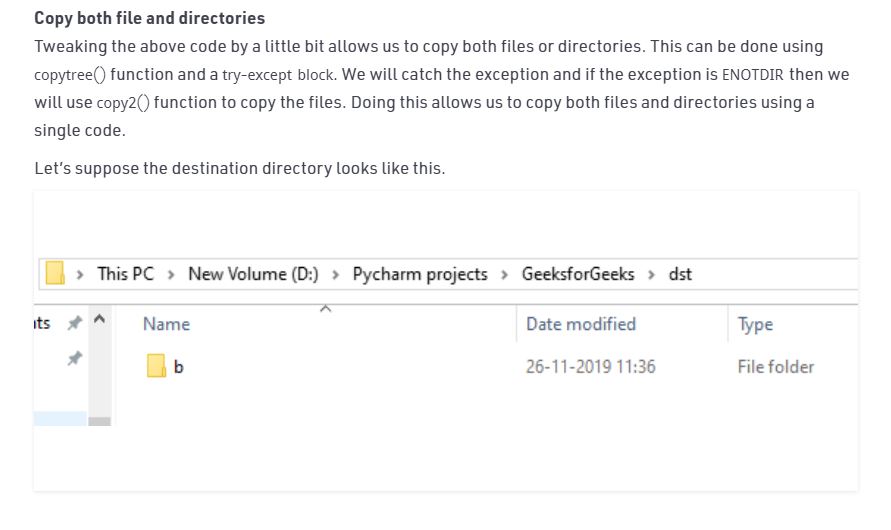 Copy both file and directories
Tweaking the above code by a little bit allows us to copy both files or directories. This can be done using
copytree() function and a try-except block. We will catch the exception and if the exception is ENOTDIR then we
will use copy2() function to copy the files. Doing this allows us to copy both files and directories using a
single code.
Let's suppose the destination directory looks like this.
> This PC > New Volume (D:) > Pycharm projects > GeeksforGeeks > dst
nts Name Date modified Type
b 26-11-2019 11:36 File folder